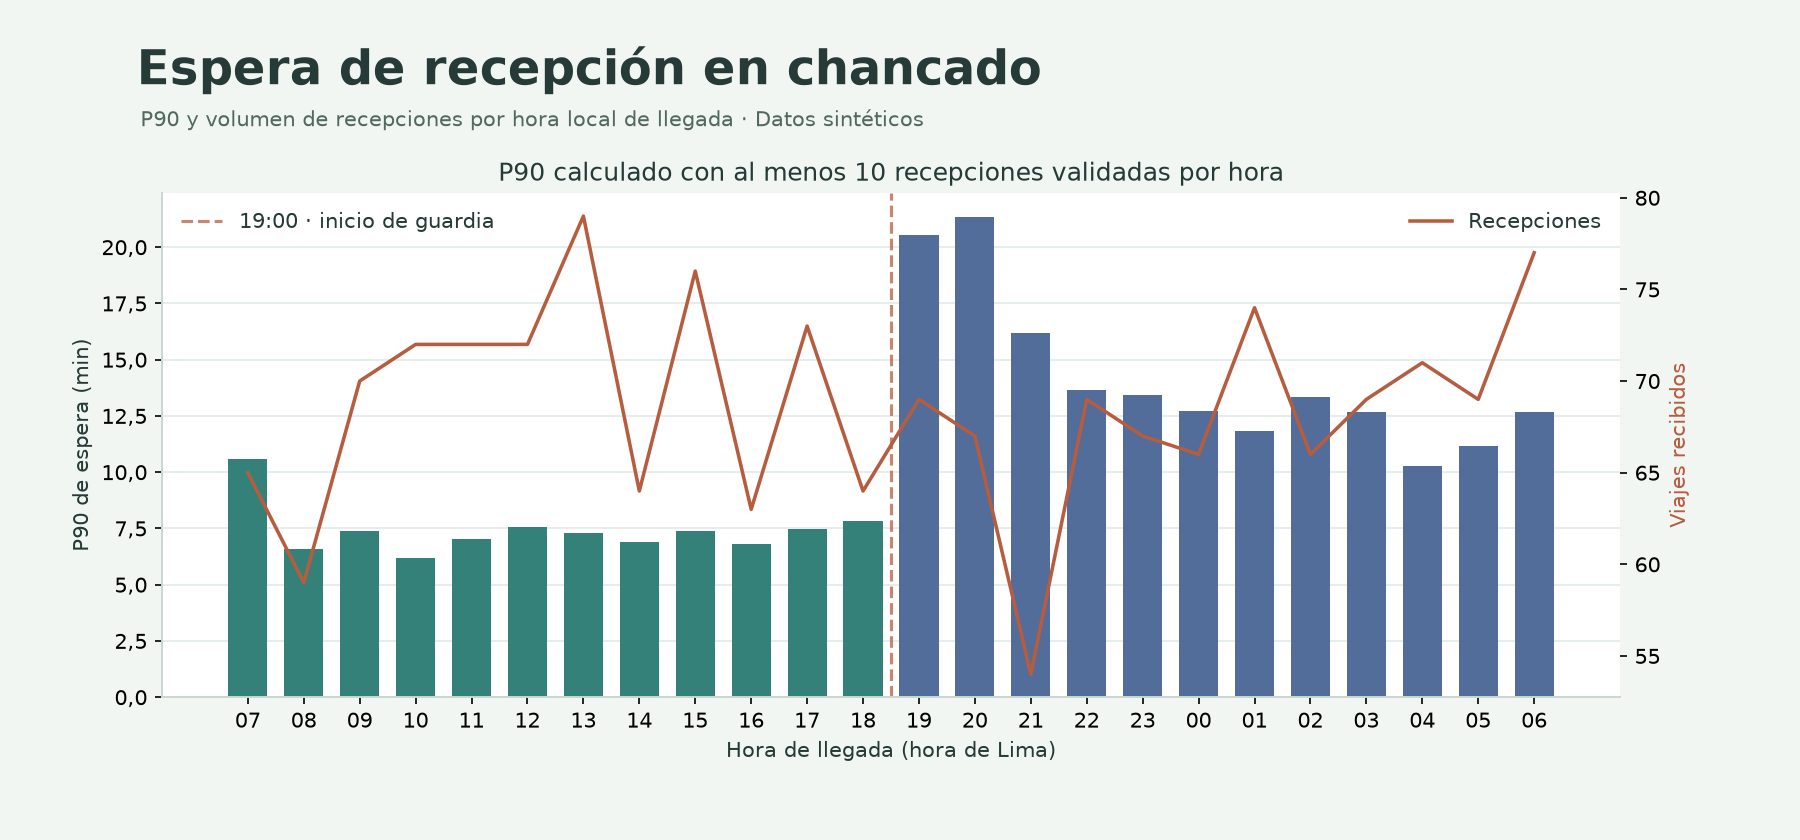 Espera de recepción en chancado
P90 y volumen de recepciones por hora local de llegada · Datos sintéticos
P90 calculado con al menos 10 recepciones validadas por hora
19:00 · inicio de guardia
Recepciones
P90 de espera (min)
20,0
17,5
15,0
12,5
10,0
7,5
5,0
2,5
0,0
80
75
70
65
60
55
Viajes recibidos
07 08 09 10 11 12 13 14 15 16 17 18 19 20 21 22 23 00 01 02 03 04 05 06
Hora de llegada (hora de Lima)